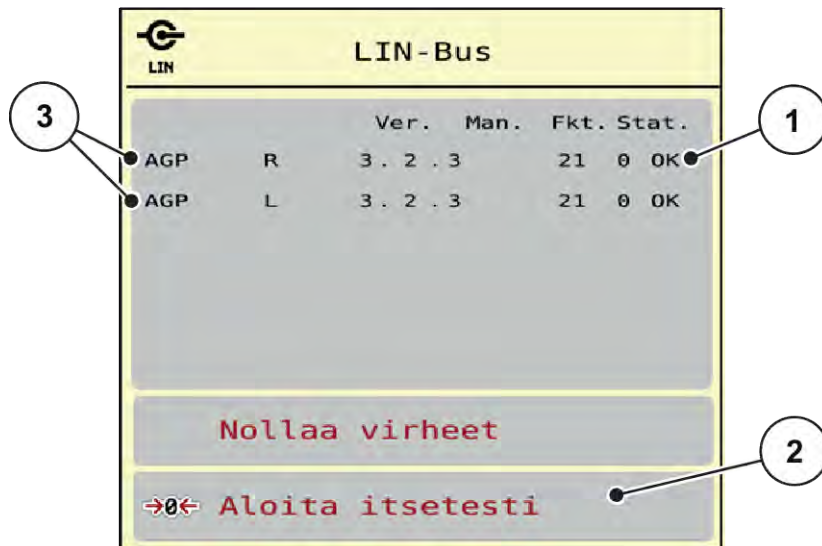 LIN
LIN-Bus
Ver. Man. Fkt. Stat.
AGP R 3.2.3 21 0 OK
AGP L 3.2.3 21 0 OK
Nollaa virheet
→0← Aloita itsetesti
3
1
2